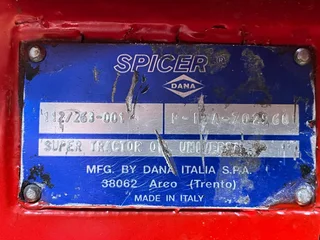 SPICER®
DANA
112/263-001
SUPER TRACTOR OIL UNIVERSAL
MFG. BY DANA ITALIA S.P.A.
38062 Arco (Trento)
MADE IN ITALY